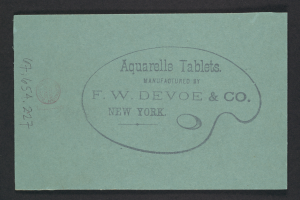 Aquarelle Tablets.
MANUFACTURED BY
F. W. DEVOE & CO.
NEW YORK.